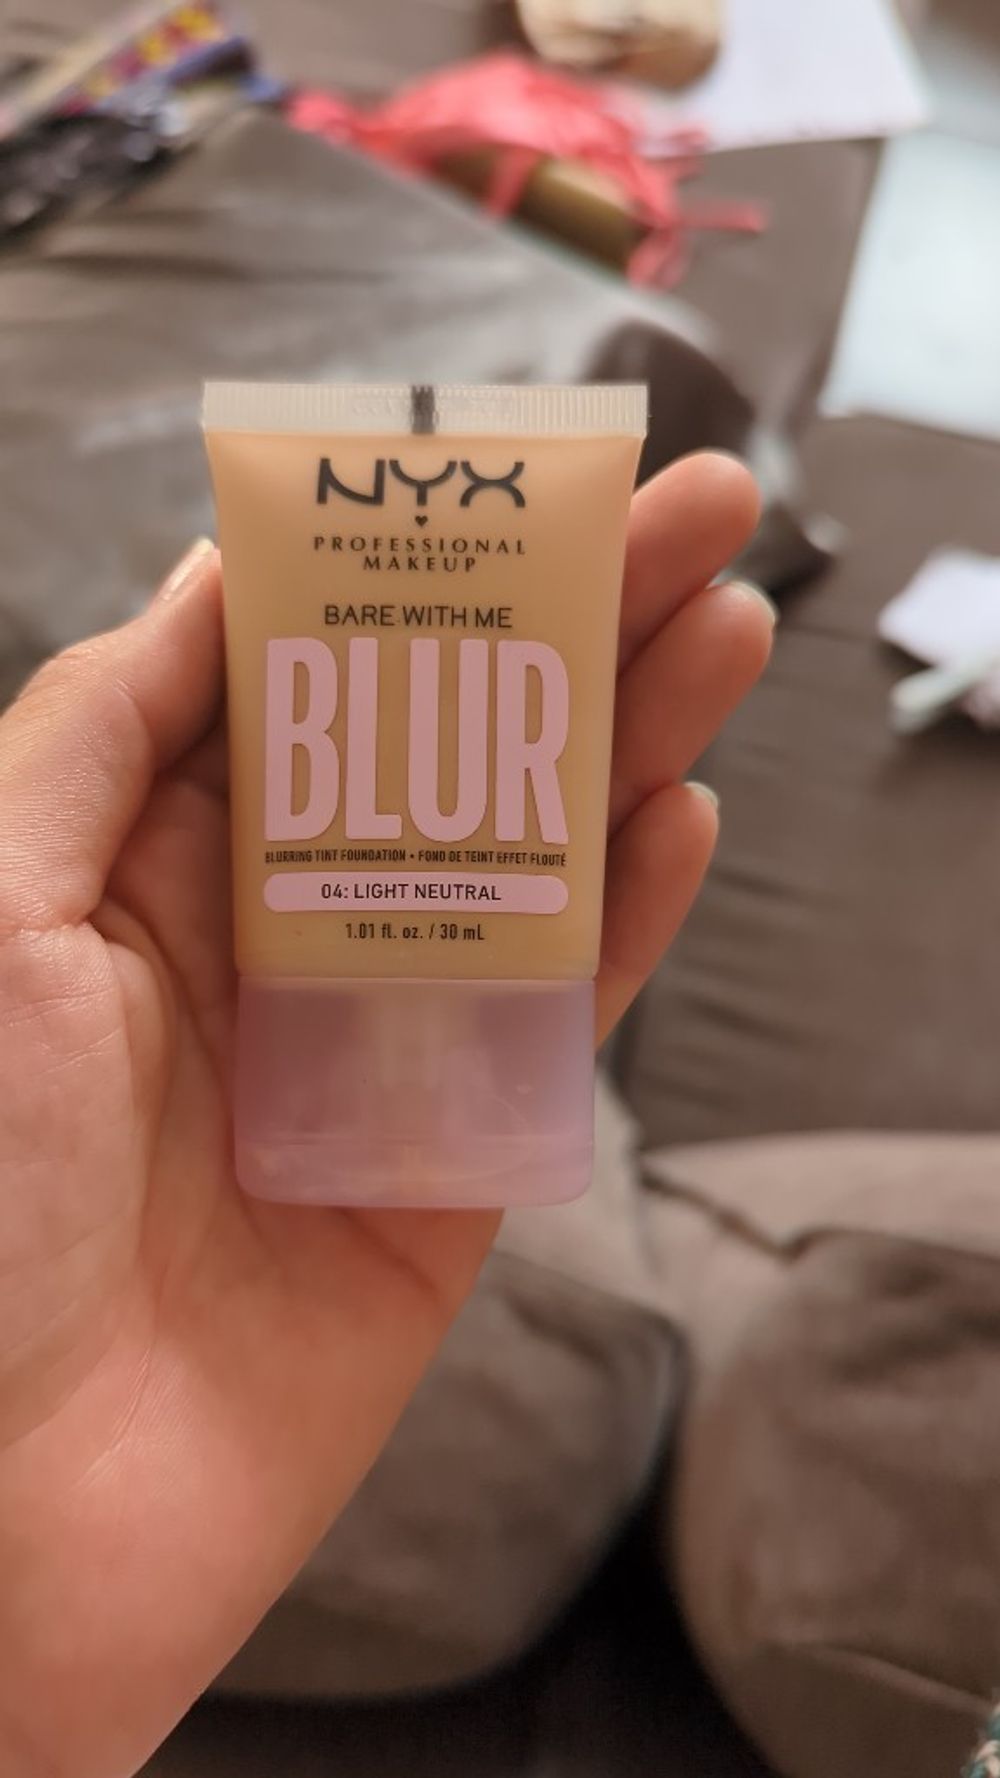 NYX
PROFESSIONAL
MAKEUP
BARE WITH ME
BLUR
BLURRING TINT FOUNDATION • FOND DE TEINT EFFET FLOUTÉ
04: LIGHT NEUTRAL
1.01 fl. oz. / 30 mL